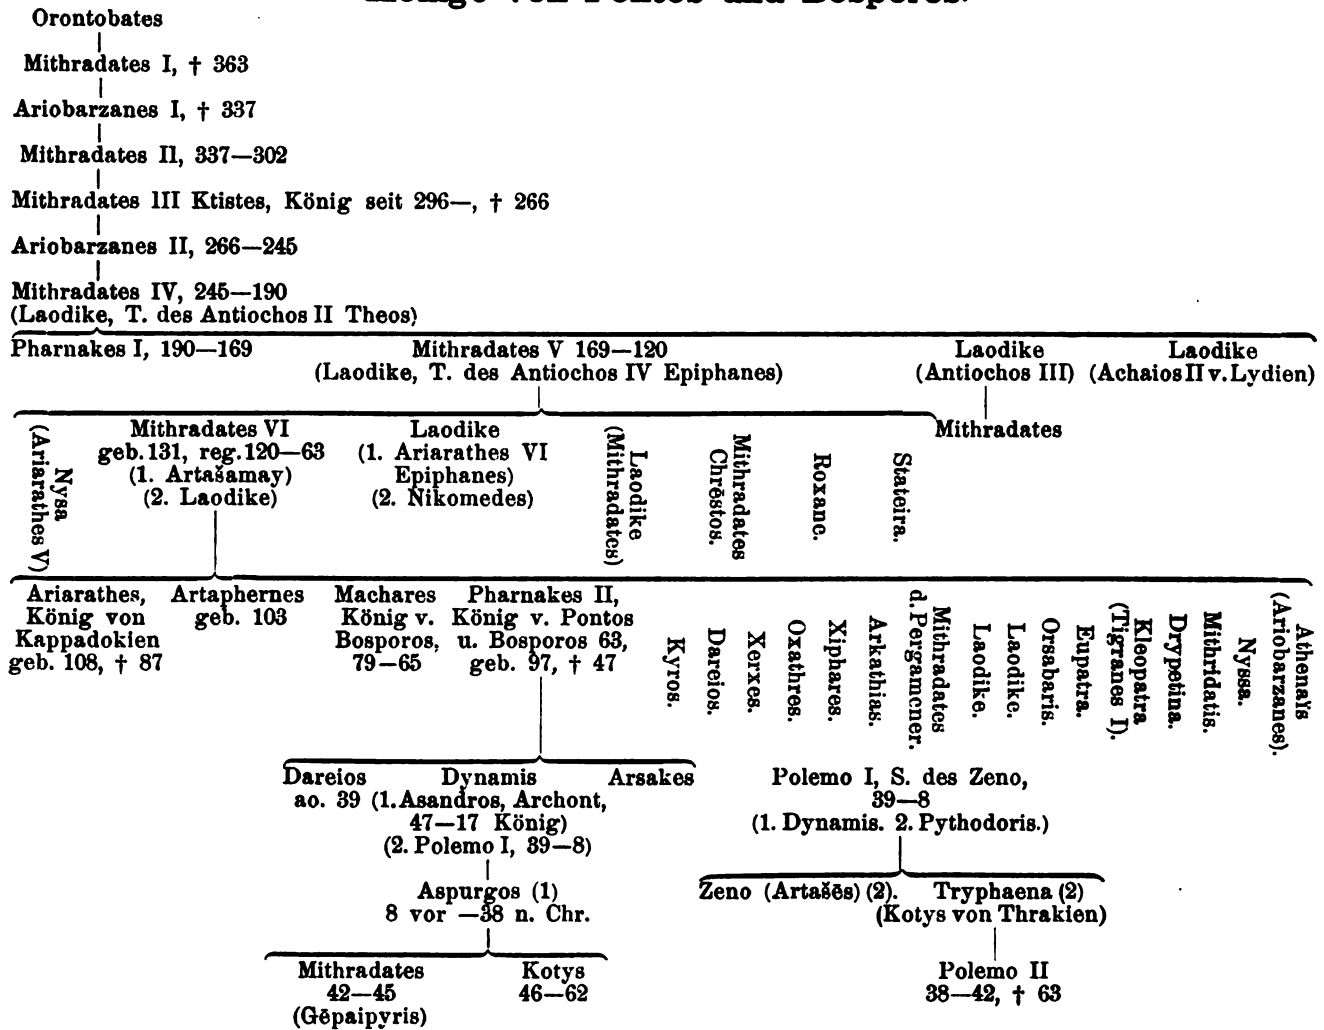 Könige von Pontos und Bosporos.
Orontobates
Mithradates I, † 363
Ariobarzanes I, † 337
Mithradates II, 337—302
Mithradates III Ktistes, König seit 296—, † 266
Ariobarzanes II, 266—245
Mithradates IV, 245—190
(Laodike, T. des Antiochos II Theos)
Pharnakes I, 190—169
Mithradates V 169—120
(Laodike, T. des Antiochos IV Epiphanes)
Laodike
(Antiochos III)
Laodike
(Achaios II v. Lydien)
Nysa
(Ariarathes V)
Mithradates VI
geb. 131, reg. 120—63
(1. Artašamay)
(2. Laodike)
Laodike
(1. Ariarathes VI
Epiphanes)
(2. Nikomedes)
Laodike
(Mithradates)
Mithradates
Chrēstos.
Roxane.
Stateira.
Mithradates
Ariarathes,
König von
Kappadokien
geb. 108, † 87
Artaphernes
geb. 103
Machares
König v.
Bosporos,
79—65
Pharnakes II,
König v. Pontos
u. Bosporos 63,
geb. 97, † 47
Kyros.
Dareios.
Xerxes.
Oxathres.
Xiphares.
Arkathias.
Mithradates
d. Pergamener.
Laodike.
Laodike.
Orsabaris.
Eupatra.
Kleopatra
(Tigranes I).
Drypetina.
Mithridatis.
Nyssa.
Athenaïs
(Ariobarzanes).
Dareios
ao. 39
Dynamis
(1. Asandros, Archont,
47—17 König)
(2. Polemo I, 39—8)
Arsakes
Polemo I, S. des Zeno,
39—8
(1. Dynamis. 2. Pythodoris.)
Aspurgos (1)
8 vor —38 n. Chr.
Zeno (Artašēs) (2).
Tryphaena (2)
(Kotys von Thrakien)
Mithradates
42—45
(Gēpaipyris)
Kotys
46—62
Polemo II
38—42, † 63